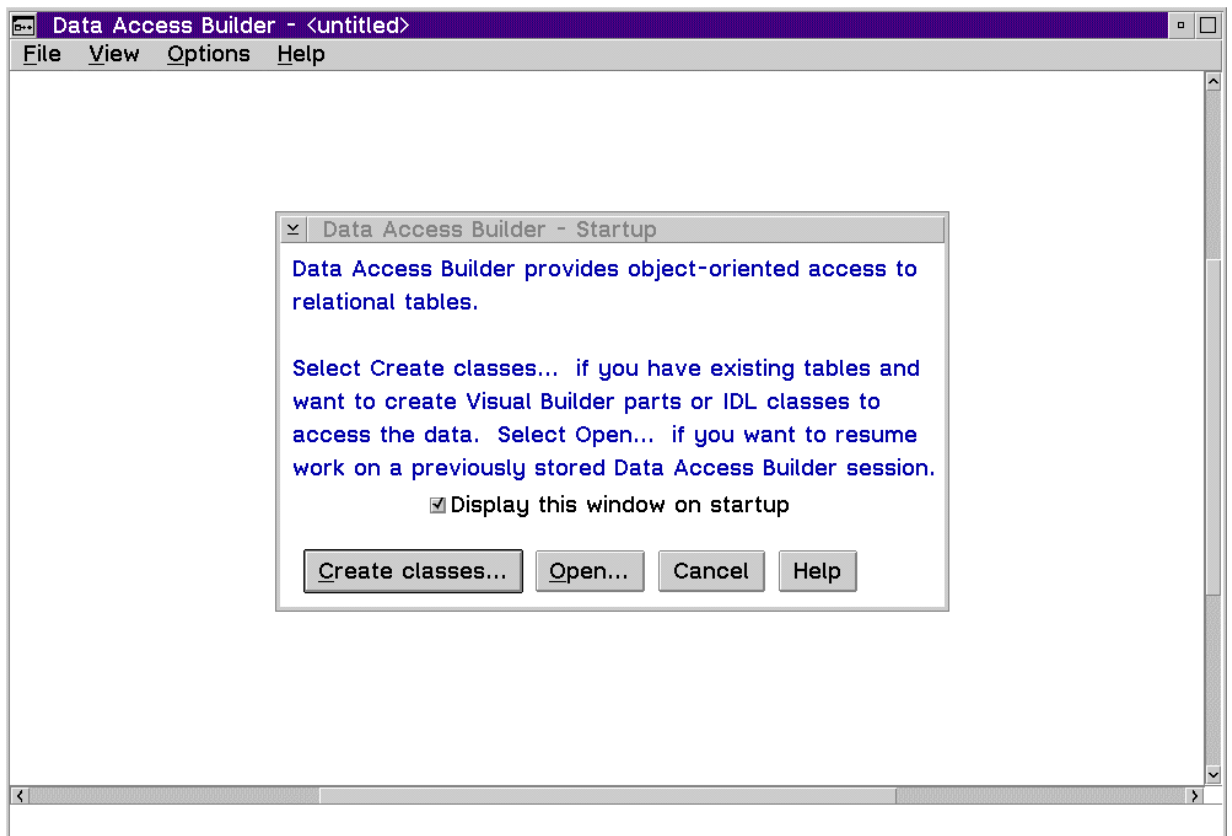 Data Access Builder - <untitled>
File View Options Help
Data Access Builder - Startup
Data Access Builder provides object-oriented access to
relational tables.
Select Create classes... if you have existing tables and
want to create Visual Builder parts or IDL classes to
access the data. Select Open... if you want to resume
work on a previously stored Data Access Builder session.
Display this window on startup
Create classes... Open... Cancel Help